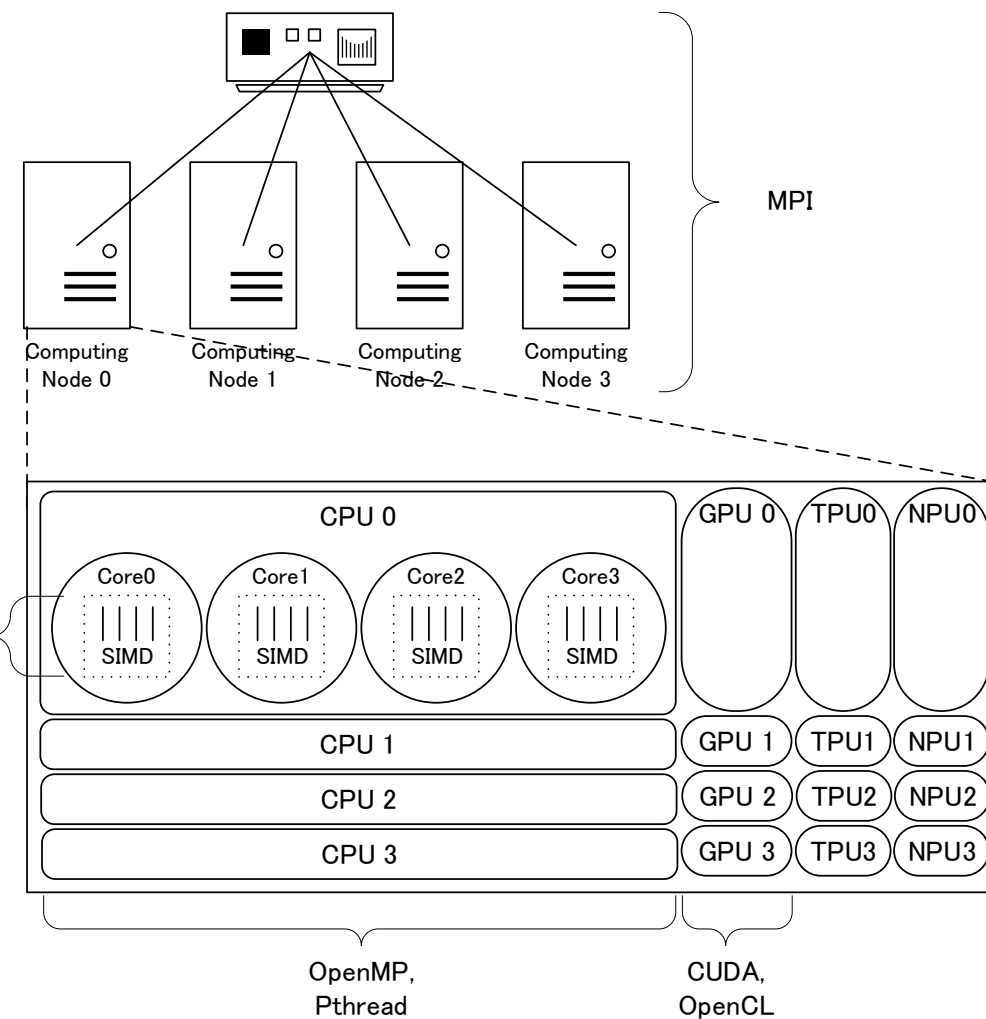 MPI
Computing
Node 0
Computing
Node 1
Computing
Node 2
Computing
Node 3
CPU 0
GPU 0
TPU0
NPU0
Core0
Core1
Core2
Core3
SIMD
SIMD
SIMD
SIMD
CPU 1
GPU 1
TPU1
NPU1
CPU 2
GPU 2
TPU2
NPU2
CPU 3
GPU 3
TPU3
NPU3
OpenMP,
Pthread
CUDA,
OpenCL